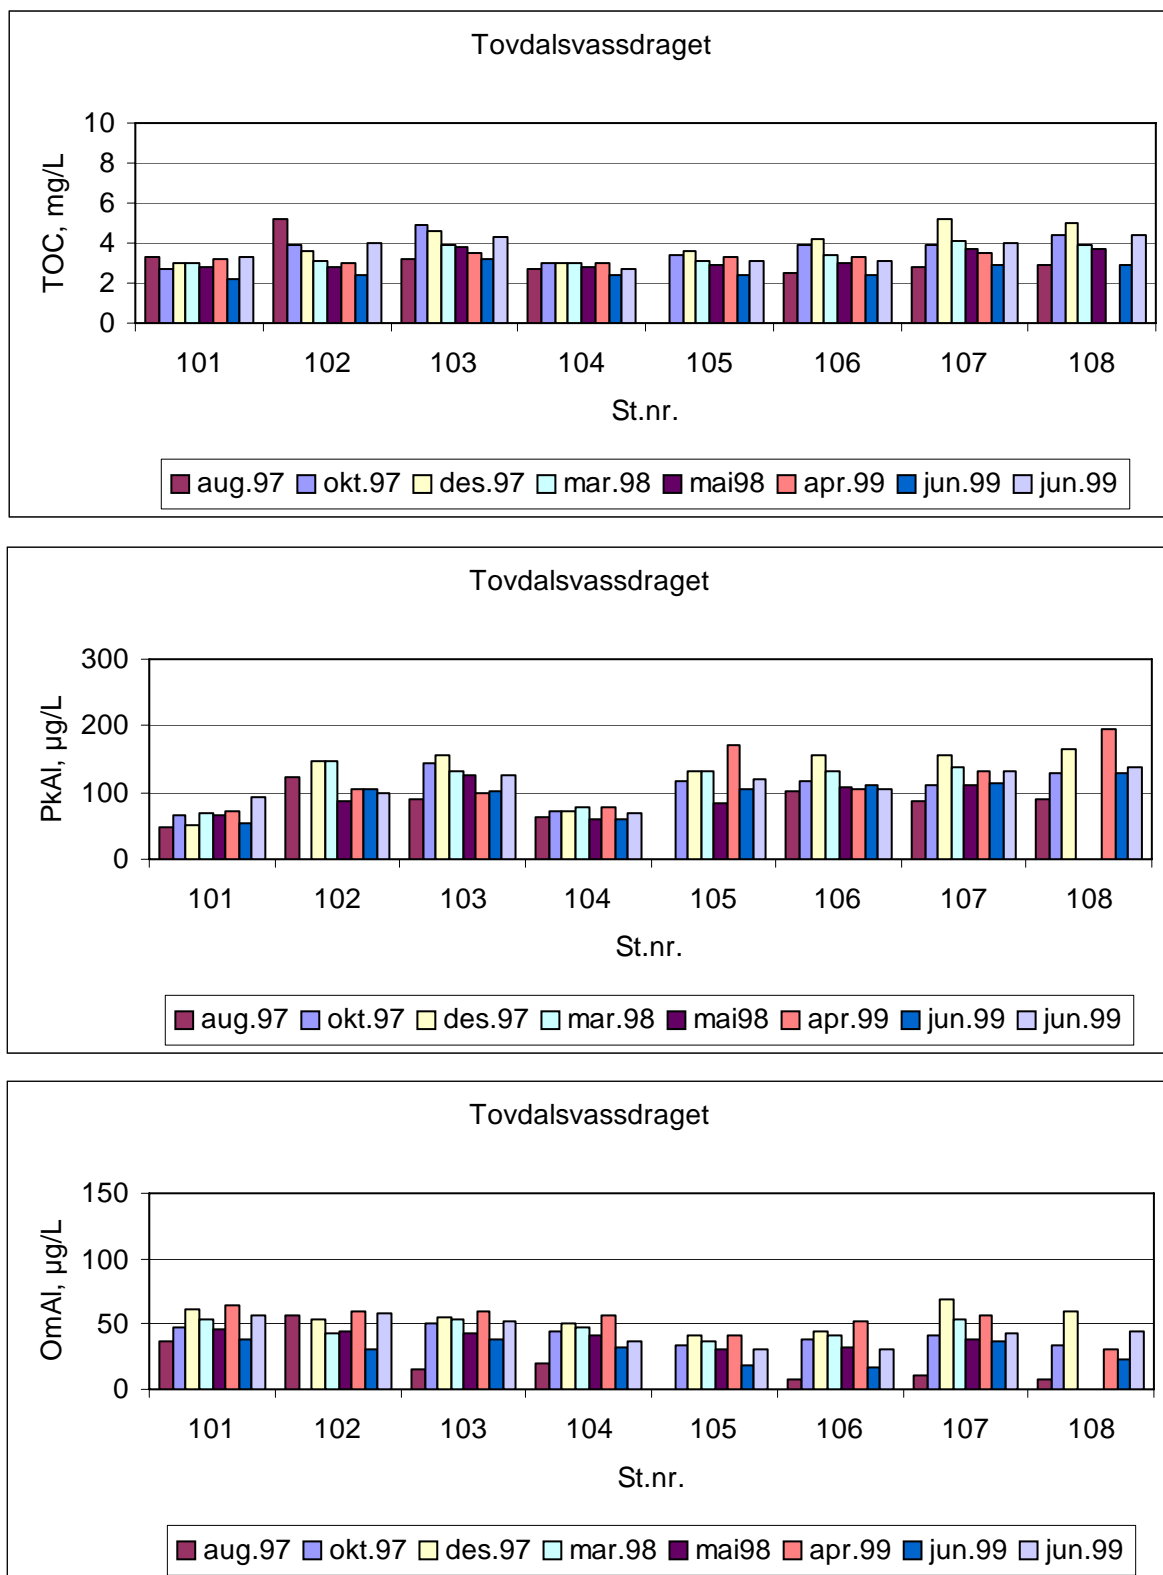 Tovdalsvassdraget
10
8
6
4
2
0
TOC, mg/L
101 102 103 104 105 106 107 108
St.nr.
aug.97 okt.97 des.97 mar.98 mai98 apr.99 jun.99 jun.99
Tovdalsvassdraget
300
200
100
0
PkAl, µg/L
101 102 103 104 105 106 107 108
St.nr.
aug.97 okt.97 des.97 mar.98 mai98 apr.99 jun.99 jun.99
Tovdalsvassdraget
150
100
50
0
OmAl, µg/L
101 102 103 104 105 106 107 108
St.nr.
aug.97 okt.97 des.97 mar.98 mai98 apr.99 jun.99 jun.99